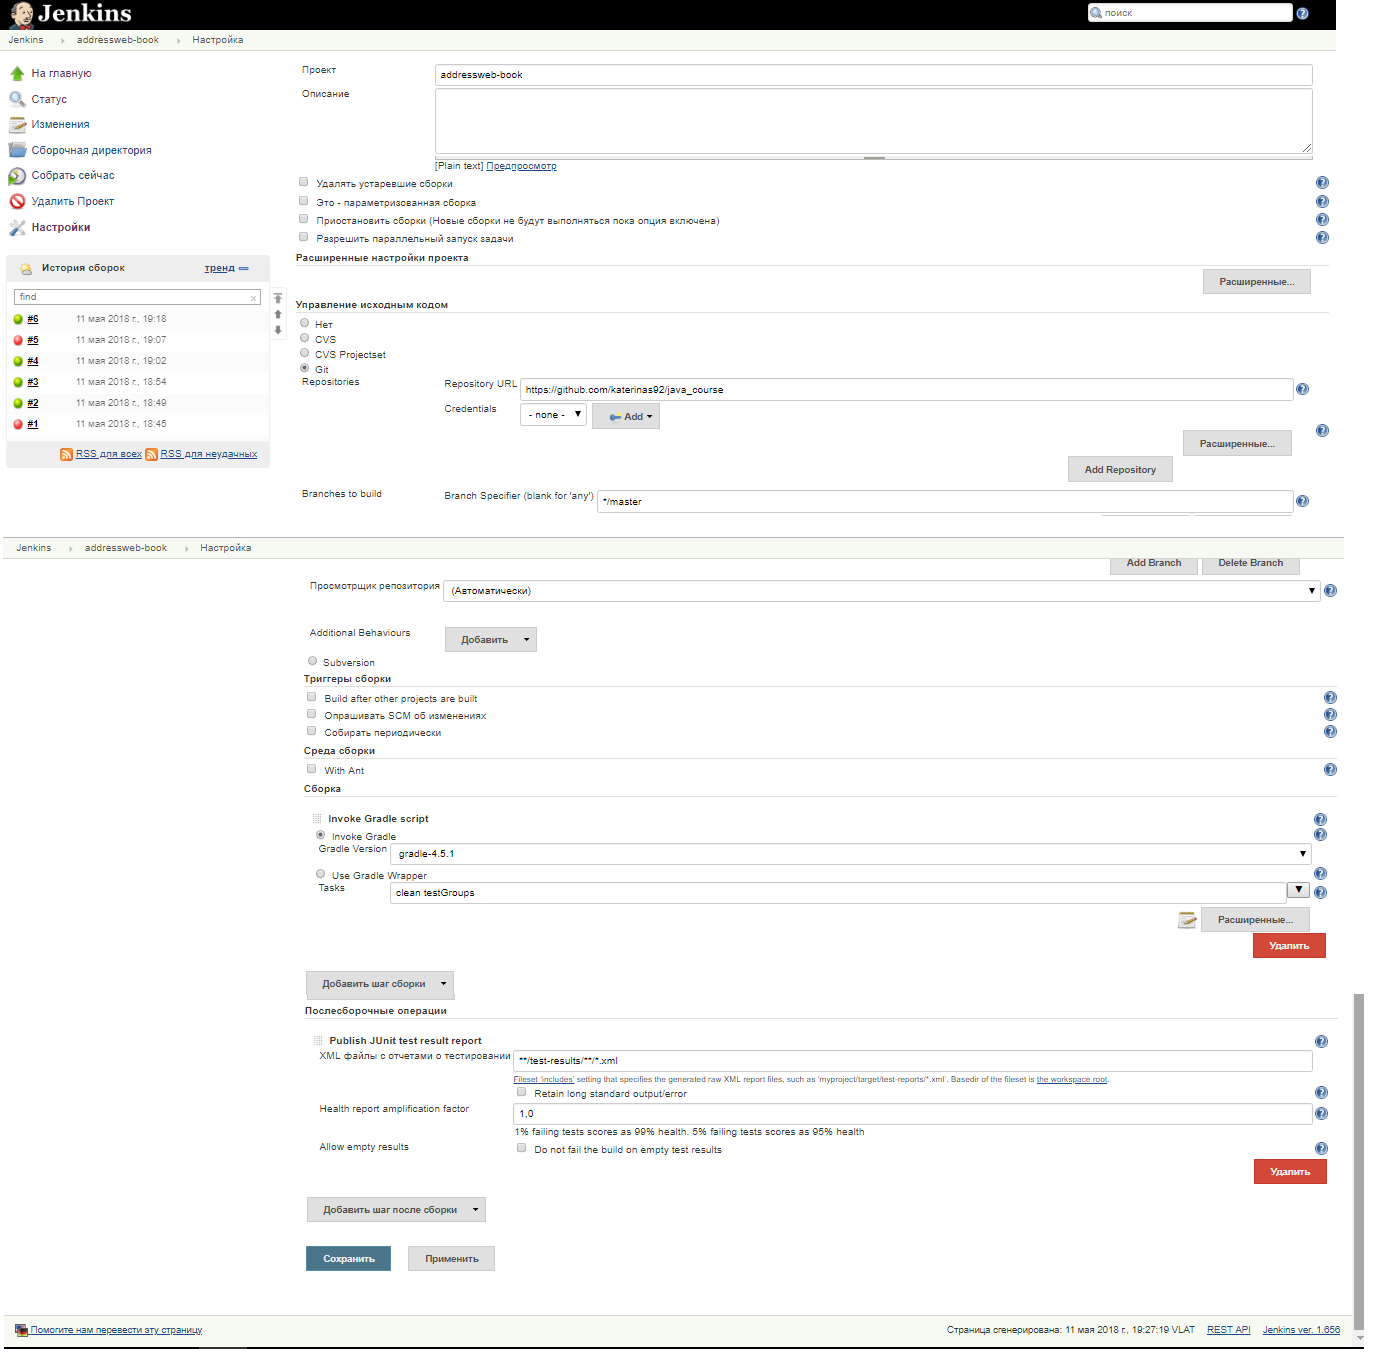 Jenkins
поиск
Jenkins addressweb-book Настройка
На главную
Статус
Изменения
Сборочная директория
Собрать сейчас
Удалить Проект
Настройки
История сборок тренд
find x
#6 11 мая 2018 г., 19:18
#5 11 мая 2018 г., 19:07
#4 11 мая 2018 г., 19:02
#3 11 мая 2018 г., 18:54
#2 11 мая 2018 г., 18:49
#1 11 мая 2018 г., 18:45
RSS для всех RSS для неудачных
Проект addressweb-book
Описание
[Plain text] Предпросмотр
Удалять устаревшие сборки
Это - параметризованная сборка
Приостановить сборки (Новые сборки не будут выполняться пока опция включена)
Разрешить параллельный запуск задачи
Расширенные настройки проекта
Расширенные...
Управление исходным кодом
Нет
CVS
CVS Projectset
Git
Repositories Repository URL https://github.com/katerinas92/java_course
Credentials - none - Add
Расширенные...
Add Repository
Branches to build Branch Specifier (blank for 'any') */master
Jenkins addressweb-book Настройка
Add Branch Delete Branch
Просмотрщик репозитория (Автоматически)
Additional Behaviours Добавить
Subversion
Триггеры сборки
Build after other projects are built
Опрашивать SCM об изменениях
Собирать периодически
Среда сборки
With Ant
Сборка
Invoke Gradle script
Invoke Gradle
Gradle Version gradle-4.5.1
Use Gradle Wrapper
Tasks clean testGroups
Расширенные...
Удалить
Добавить шаг сборки
Послесборочные операции
Publish JUnit test result report
XML файлы с отчетами о тестировании **/test-results/**/*.xml
Fileset 'includes' setting that specifies the generated raw XML report files, such as 'myproject/target/test-reports/*.xml'. Basedir of the fileset is the workspace root.
Retain long standard output/error
Health report amplification factor 1,0
1% failing tests scores as 99% health. 5% failing tests scores as 95% health
Allow empty results Do not fail the build on empty test results
Удалить
Добавить шаг после сборки
Сохранить Применить
Помогите нам перевести эту страницу Страница сгенерирована: 11 мая 2018 г., 19:27:19 VLAT REST API Jenkins ver. 1.656